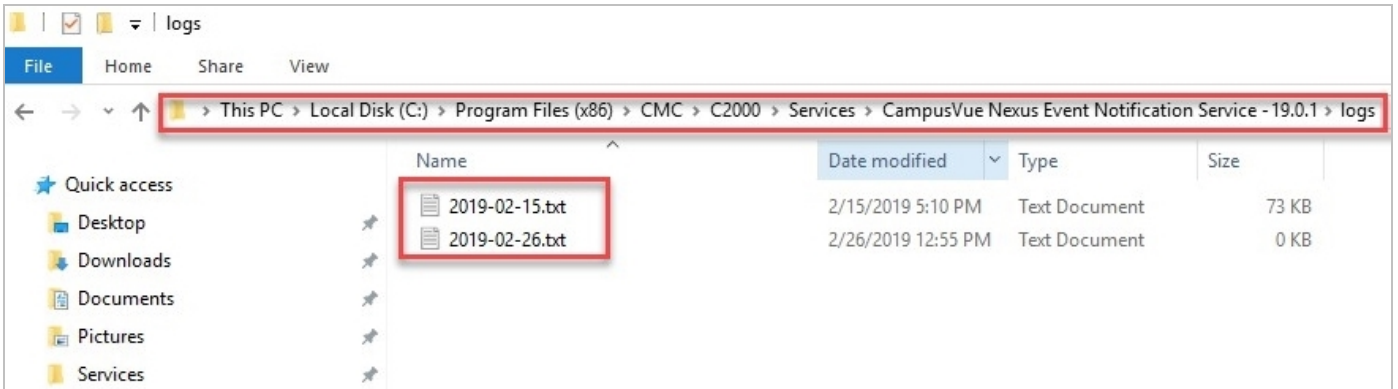 logs
File Home Share View
This PC > Local Disk (C:) > Program Files (x86) > CMC > C2000 > Services > CampusVue Nexus Event Notification Service - 19.0.1 > logs
Name Date modified Type Size
Quick access
2019-02-15.txt 2/15/2019 5:10 PM Text Document 73 KB
Desktop
2019-02-26.txt 2/26/2019 12:55 PM Text Document 0 KB
Downloads
Documents
Pictures
Services